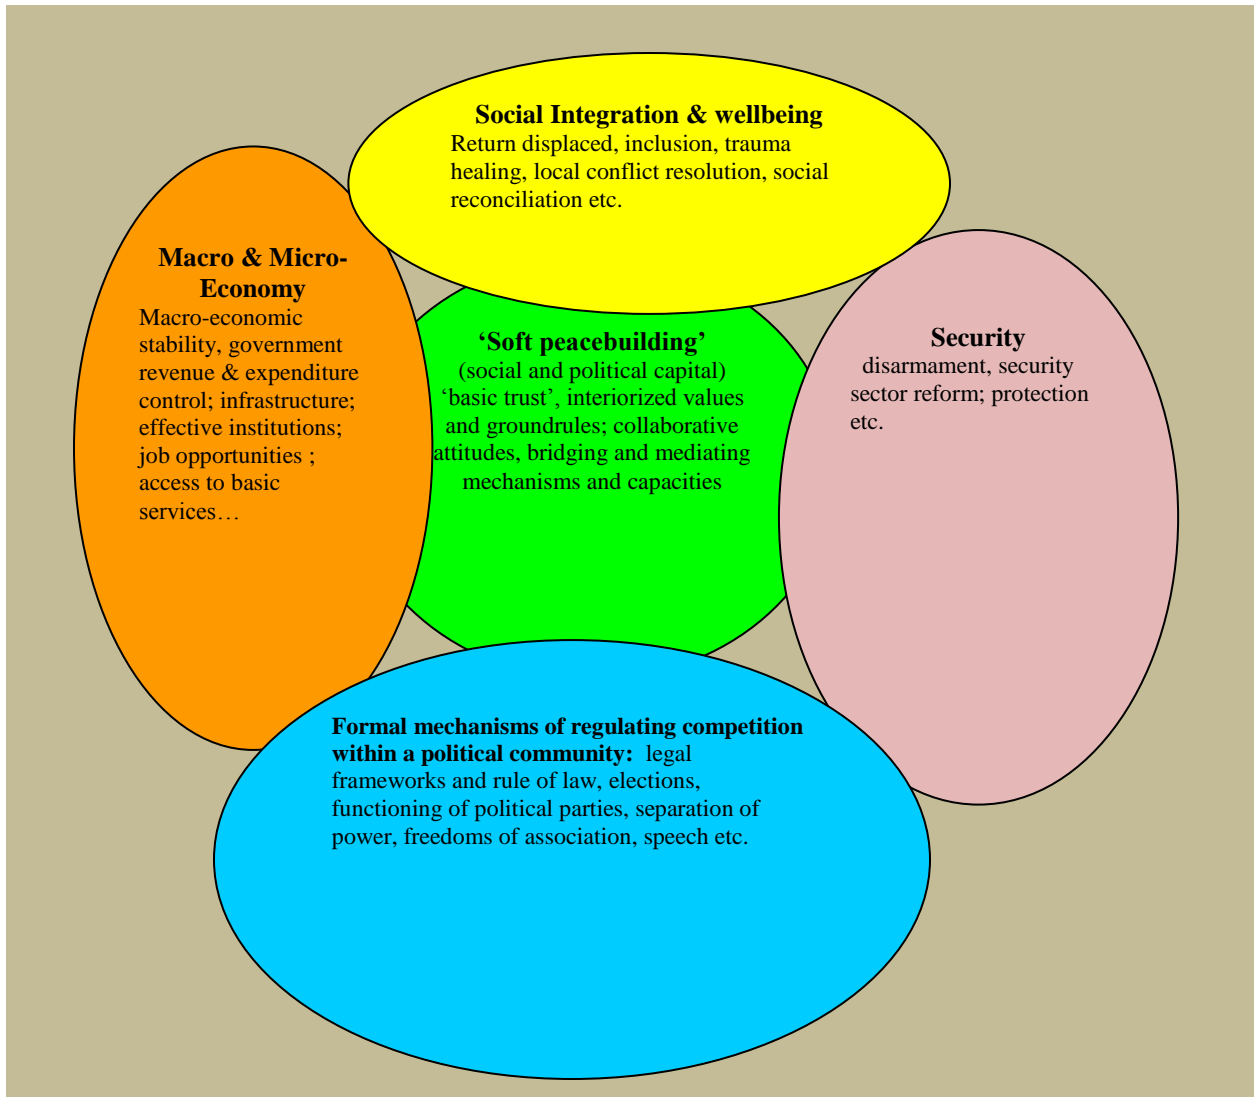 Social Integration & wellbeing
Return displaced, inclusion, trauma
healing, local conflict resolution, social
reconciliation etc.
Macro & Micro-
Economy
Macro-economic
stability, government
revenue & expenditure
control; infrastructure;
effective institutions;
job opportunities ;
access to basic
services…
‘Soft peacebuilding’
(social and political capital)
‘basic trust’, interiorized values
and groundrules; collaborative
attitudes, bridging and mediating
mechanisms and capacities
Security
disarmament, security
sector reform; protection
etc.
Formal mechanisms of regulating competition
within a political community:  legal
frameworks and rule of law, elections,
functioning of political parties, separation of
power, freedoms of association, speech etc.